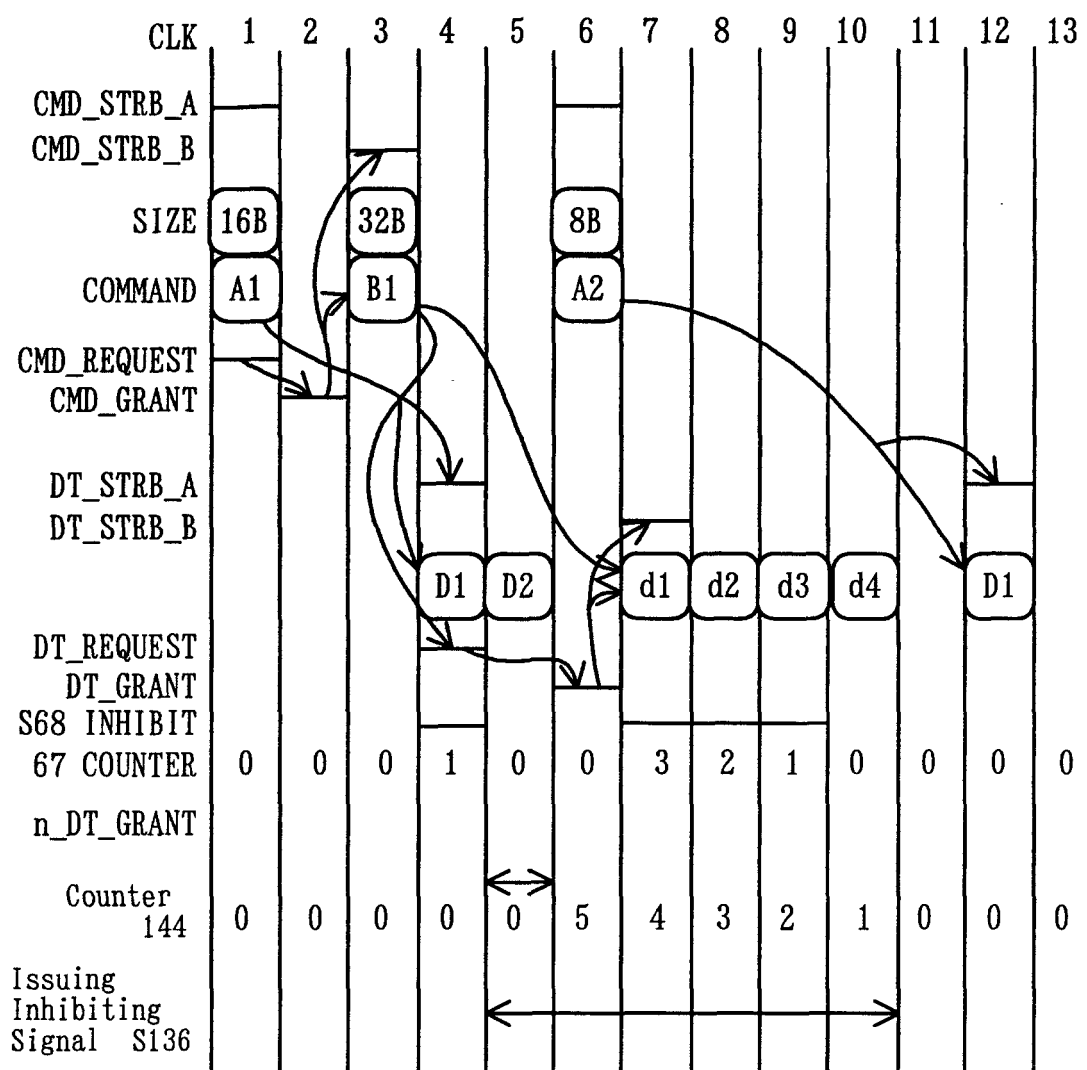 CLK 1 2 3 4 5 6 7 8 9 10 11 12 13
CMD_STRB_A
CMD_STRB_B
SIZE 16B 32B 8B
COMMAND A1 B1 A2
CMD_REQUEST
CMD_GRANT
DT_STRB_A
DT_STRB_B
D1 D2 d1 d2 d3 d4 D1
DT_REQUEST
DT_GRANT
S68 INHIBIT
67 COUNTER 0 0 0 1 0 0 3 2 1 0 0 0 0
n_DT_GRANT
Counter
144 0 0 0 0 0 5 4 3 2 1 0 0 0
Issuing
Inhibiting
Signal S136